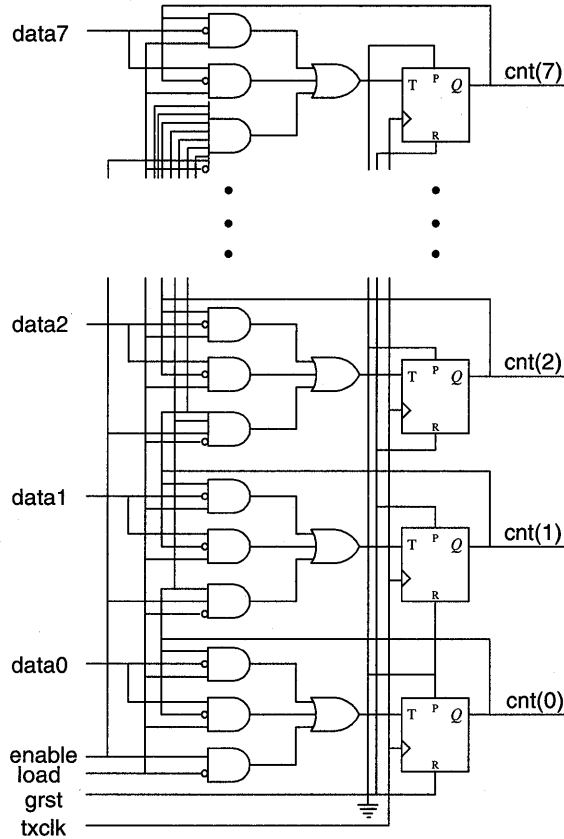 data7
T P Q R
cnt(7)
data2
T P Q R
cnt(2)
data1
T P Q R
cnt(1)
data0
T P Q R
cnt(0)
enable
load
grst
txclk